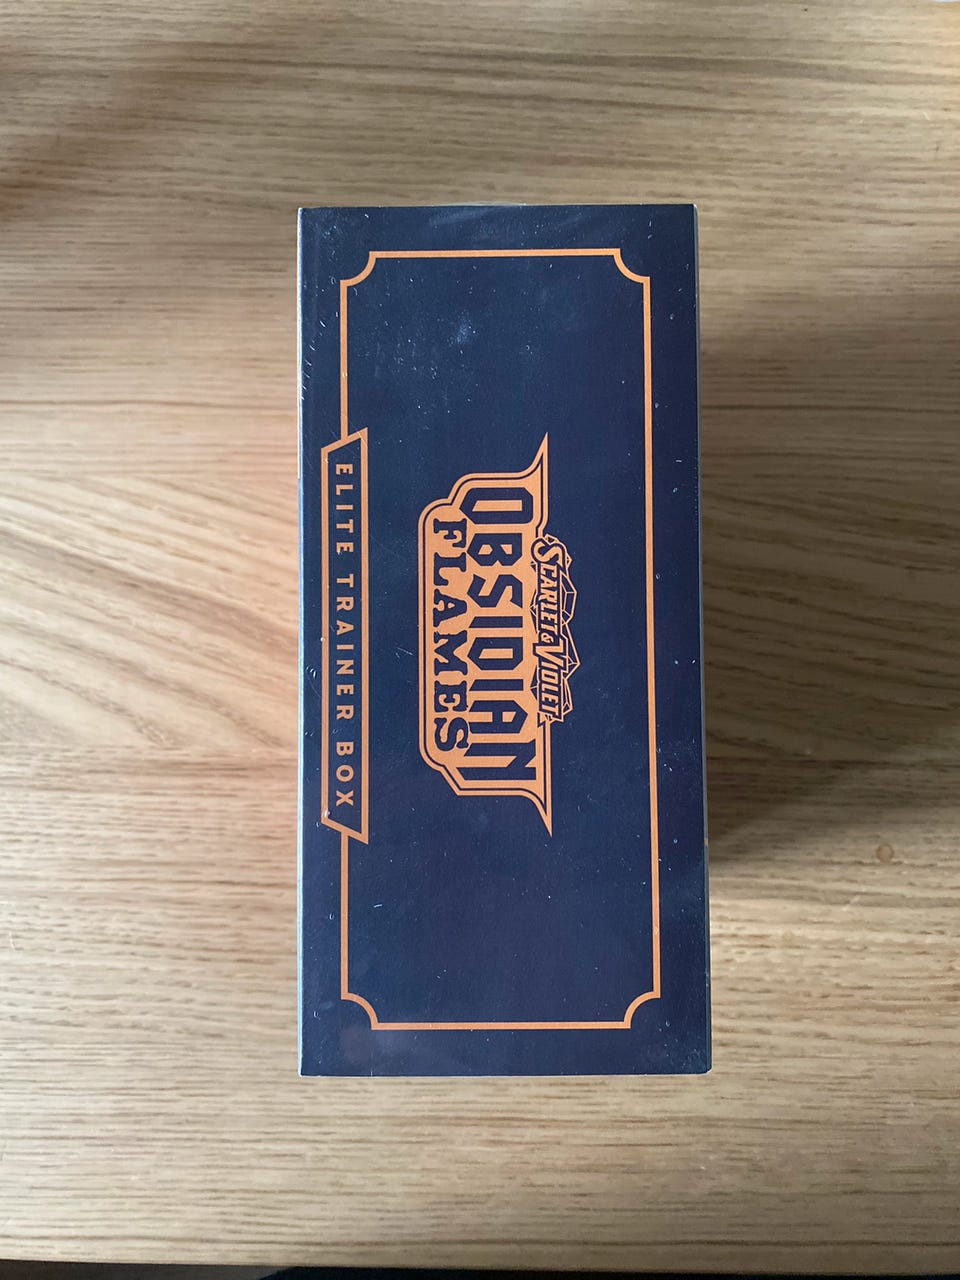 SCARLET & VIOLET
OBSIDIAN
FLAMES
ELITE TRAINER BOX